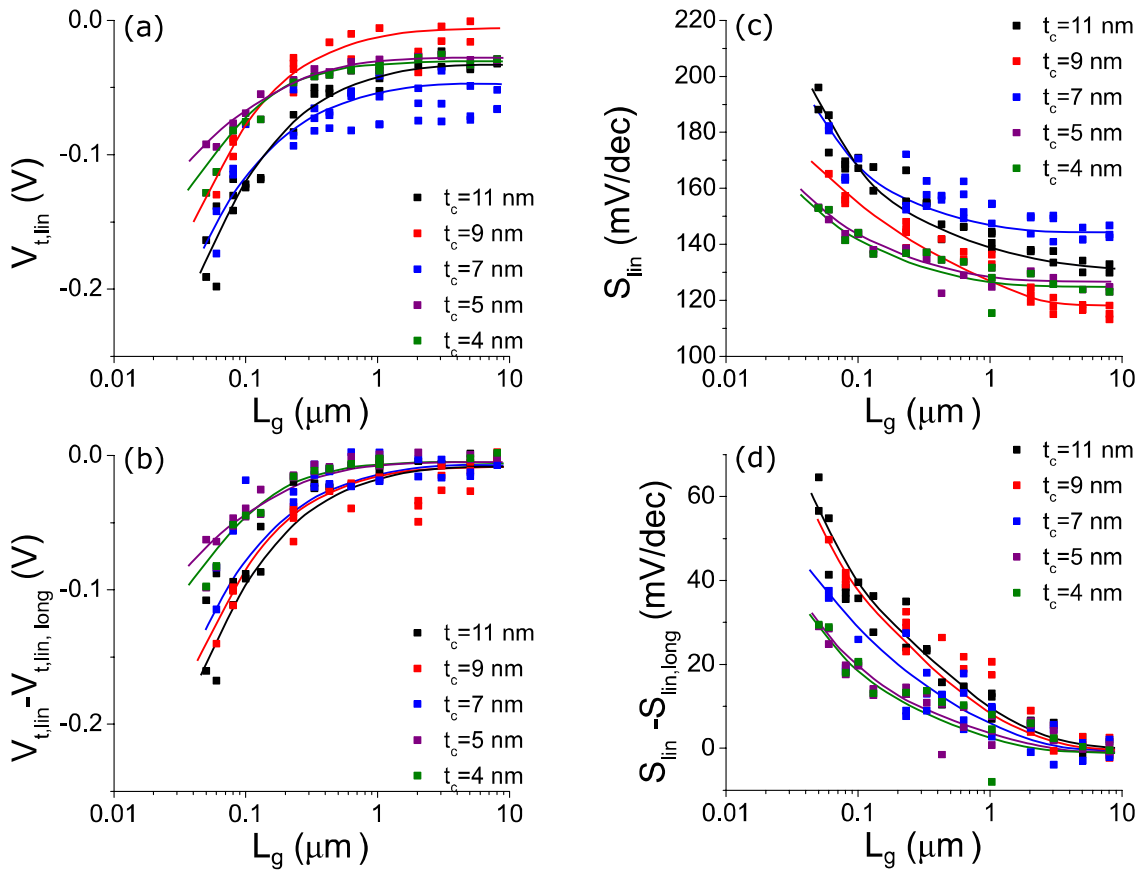 (a)
0.0
-0.1
-0.2
V_t,lin (V)
t_c=11 nm
t_c=9 nm
t_c=7 nm
t_c=5 nm
t_c=4 nm
0.01 0.1 1 10
L_g (μm)
(c)
220
200
180
160
140
120
100
S_lin (mV/dec)
t_c=11 nm
t_c=9 nm
t_c=7 nm
t_c=5 nm
t_c=4 nm
0.01 0.1 1 10
L_g (μm)
(b)
0.0
-0.1
-0.2
V_t,lin-V_t,lin, long (V)
t_c=11 nm
t_c=9 nm
t_c=7 nm
t_c=5 nm
t_c=4 nm
0.01 0.1 1 10
L_g (μm)
(d)
60
40
20
0
S_lin -S_lin,long (mV/dec)
t_c=11 nm
t_c=9 nm
t_c=7 nm
t_c=5 nm
t_c=4 nm
0.01 0.1 1 10
L_g (μm)